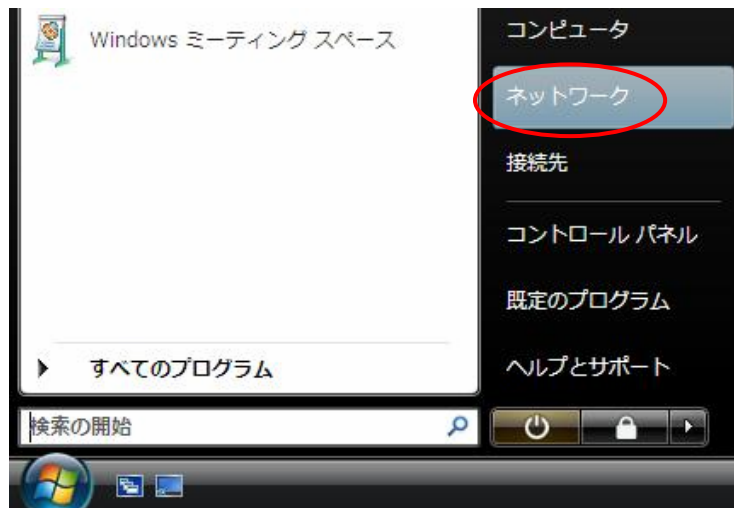 Windows ミーティング スペース
すべてのプログラム
検索の開始
コンピュータ
ネットワーク
接続先
コントロール パネル
既定のプログラム
ヘルプとサポート